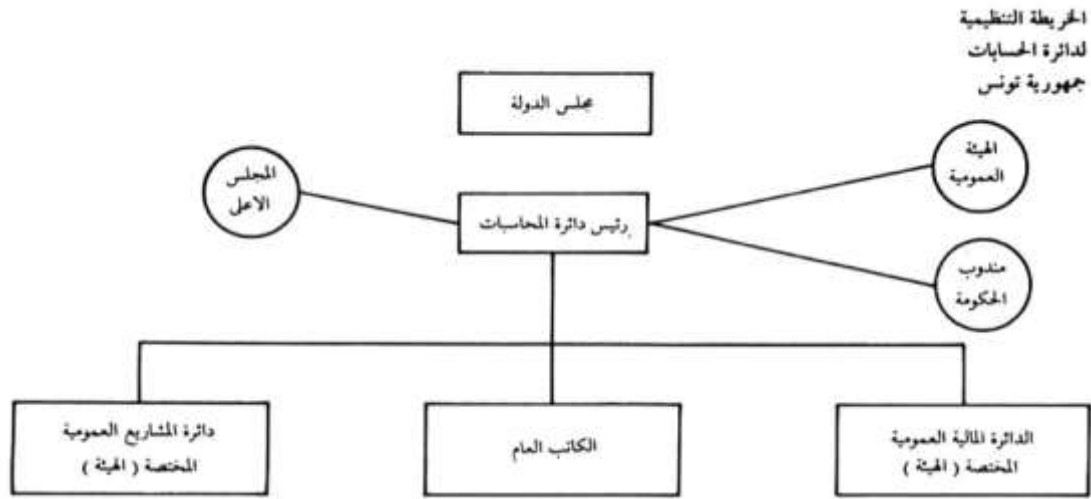 الخريطة التنظيمية
لدائرة الحسابات
جمهورية تونس
مجلس الدولة
الهيئة
العمومية
المجلس
الاعلى
رئيس دائرة المحاسبات
مندوب
الحكومة
الدائرة المالية العمومية
المختصة ( الهيئة )
الكاتب العام
دائرة المشاريع العمومية
المختصة ( الهيئة )